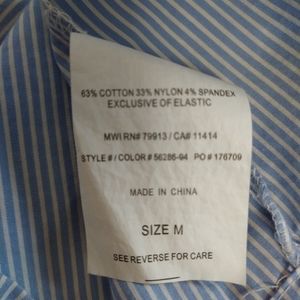 63% COTTON 33% NYLON 4% SPANDEX
EXCLUSIVE OF ELASTIC
MWI RN# 79913 / CA# 11414
STYLE # / COLOR # 56286-94 PO # 176709
MADE IN CHINA
SIZE M
SEE REVERSE FOR CARE